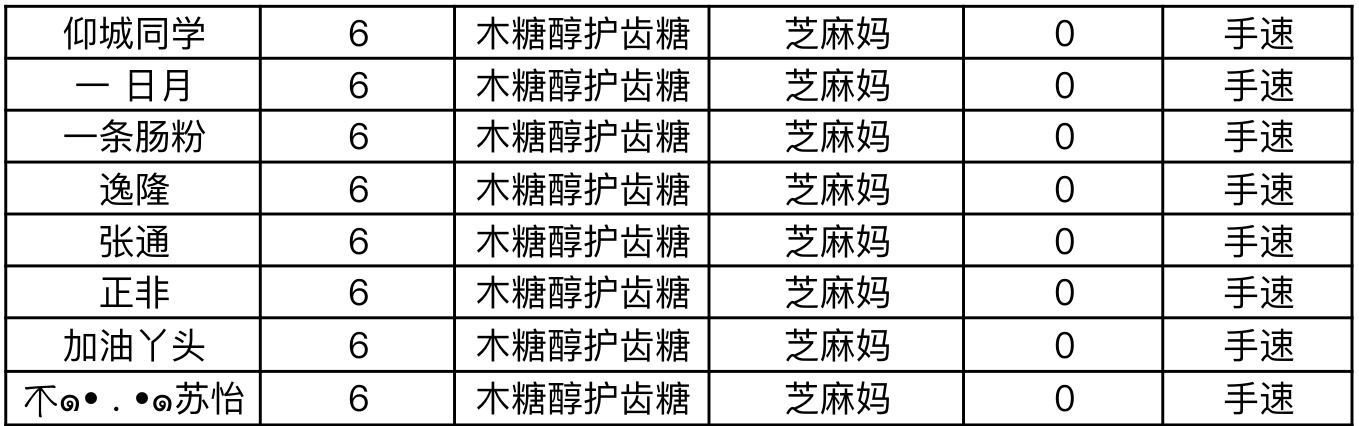 仰城同学 6 木糖醇护齿糖 芝麻妈 0 手速
一 日月 6 木糖醇护齿糖 芝麻妈 0 手速
一条肠粉 6 木糖醇护齿糖 芝麻妈 0 手速
逸隆 6 木糖醇护齿糖 芝麻妈 0 手速
张通 6 木糖醇护齿糖 芝麻妈 0 手速
正非 6 木糖醇护齿糖 芝麻妈 0 手速
加油丫头 6 木糖醇护齿糖 芝麻妈 0 手速
不๑• . •๑苏怡 6 木糖醇护齿糖 芝麻妈 0 手速